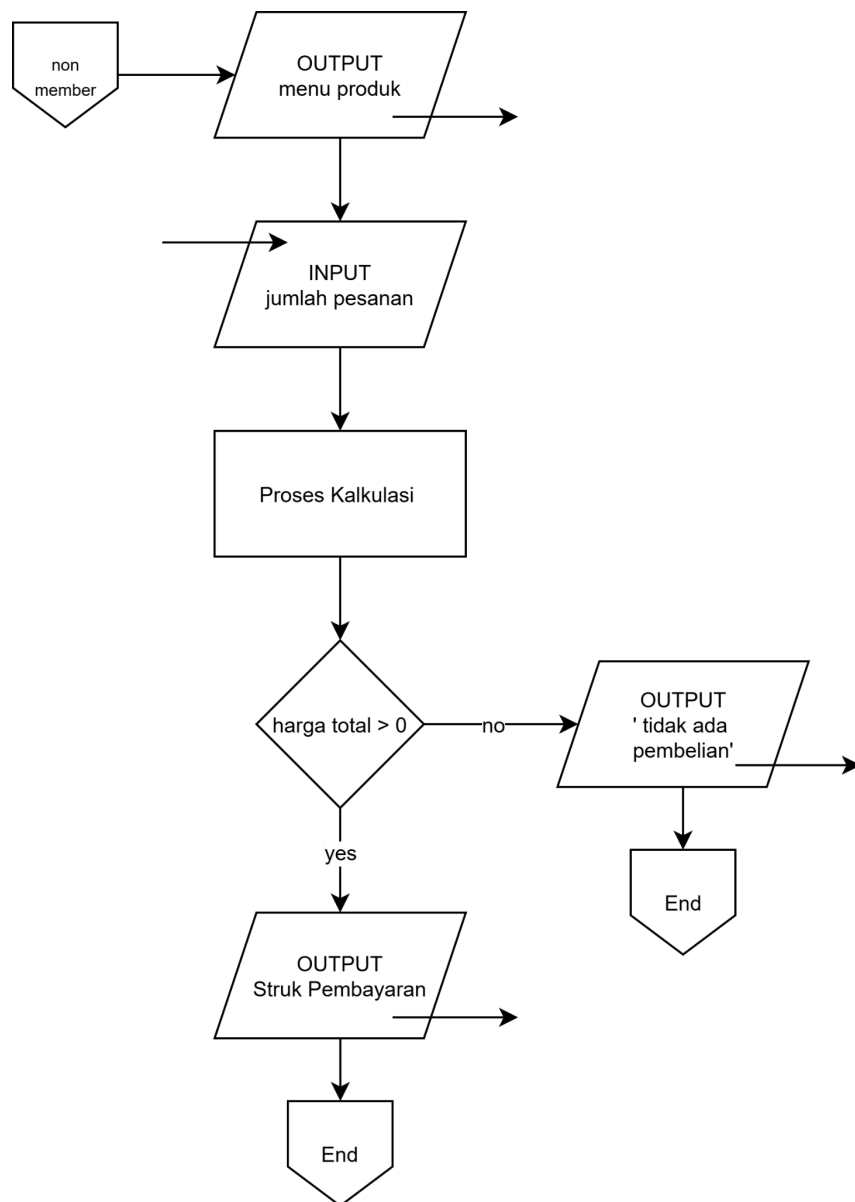 non
member
OUTPUT
menu produk
INPUT
jumlah pesanan
Proses Kalkulasi
harga total > 0
no
OUTPUT
' tidak ada
pembelian'
yes
End
OUTPUT
Struk Pembayaran
End